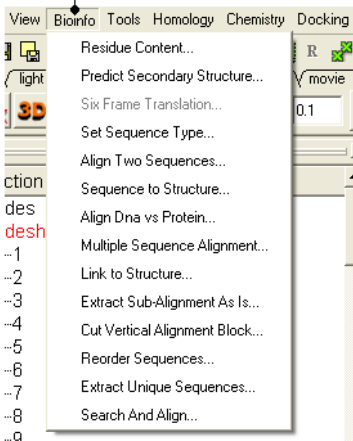 View Bioinfo Tools Homology Chemistry Docking
Residue Content... R
light Predict Secondary Structure... movie
3D Six Frame Translation... 0.1
Set Sequence Type...
Align Two Sequences...
ction Sequence to Structure...
des Align Dna vs Protein...
desh
--1 Multiple Sequence Alignment...
--2 Link to Structure...
--3 Extract Sub-Alignment As Is...
--4 Cut Vertical Alignment Block...
--5
--6 Reorder Sequences...
--7 Extract Unique Sequences...
--8 Search And Align...
--9